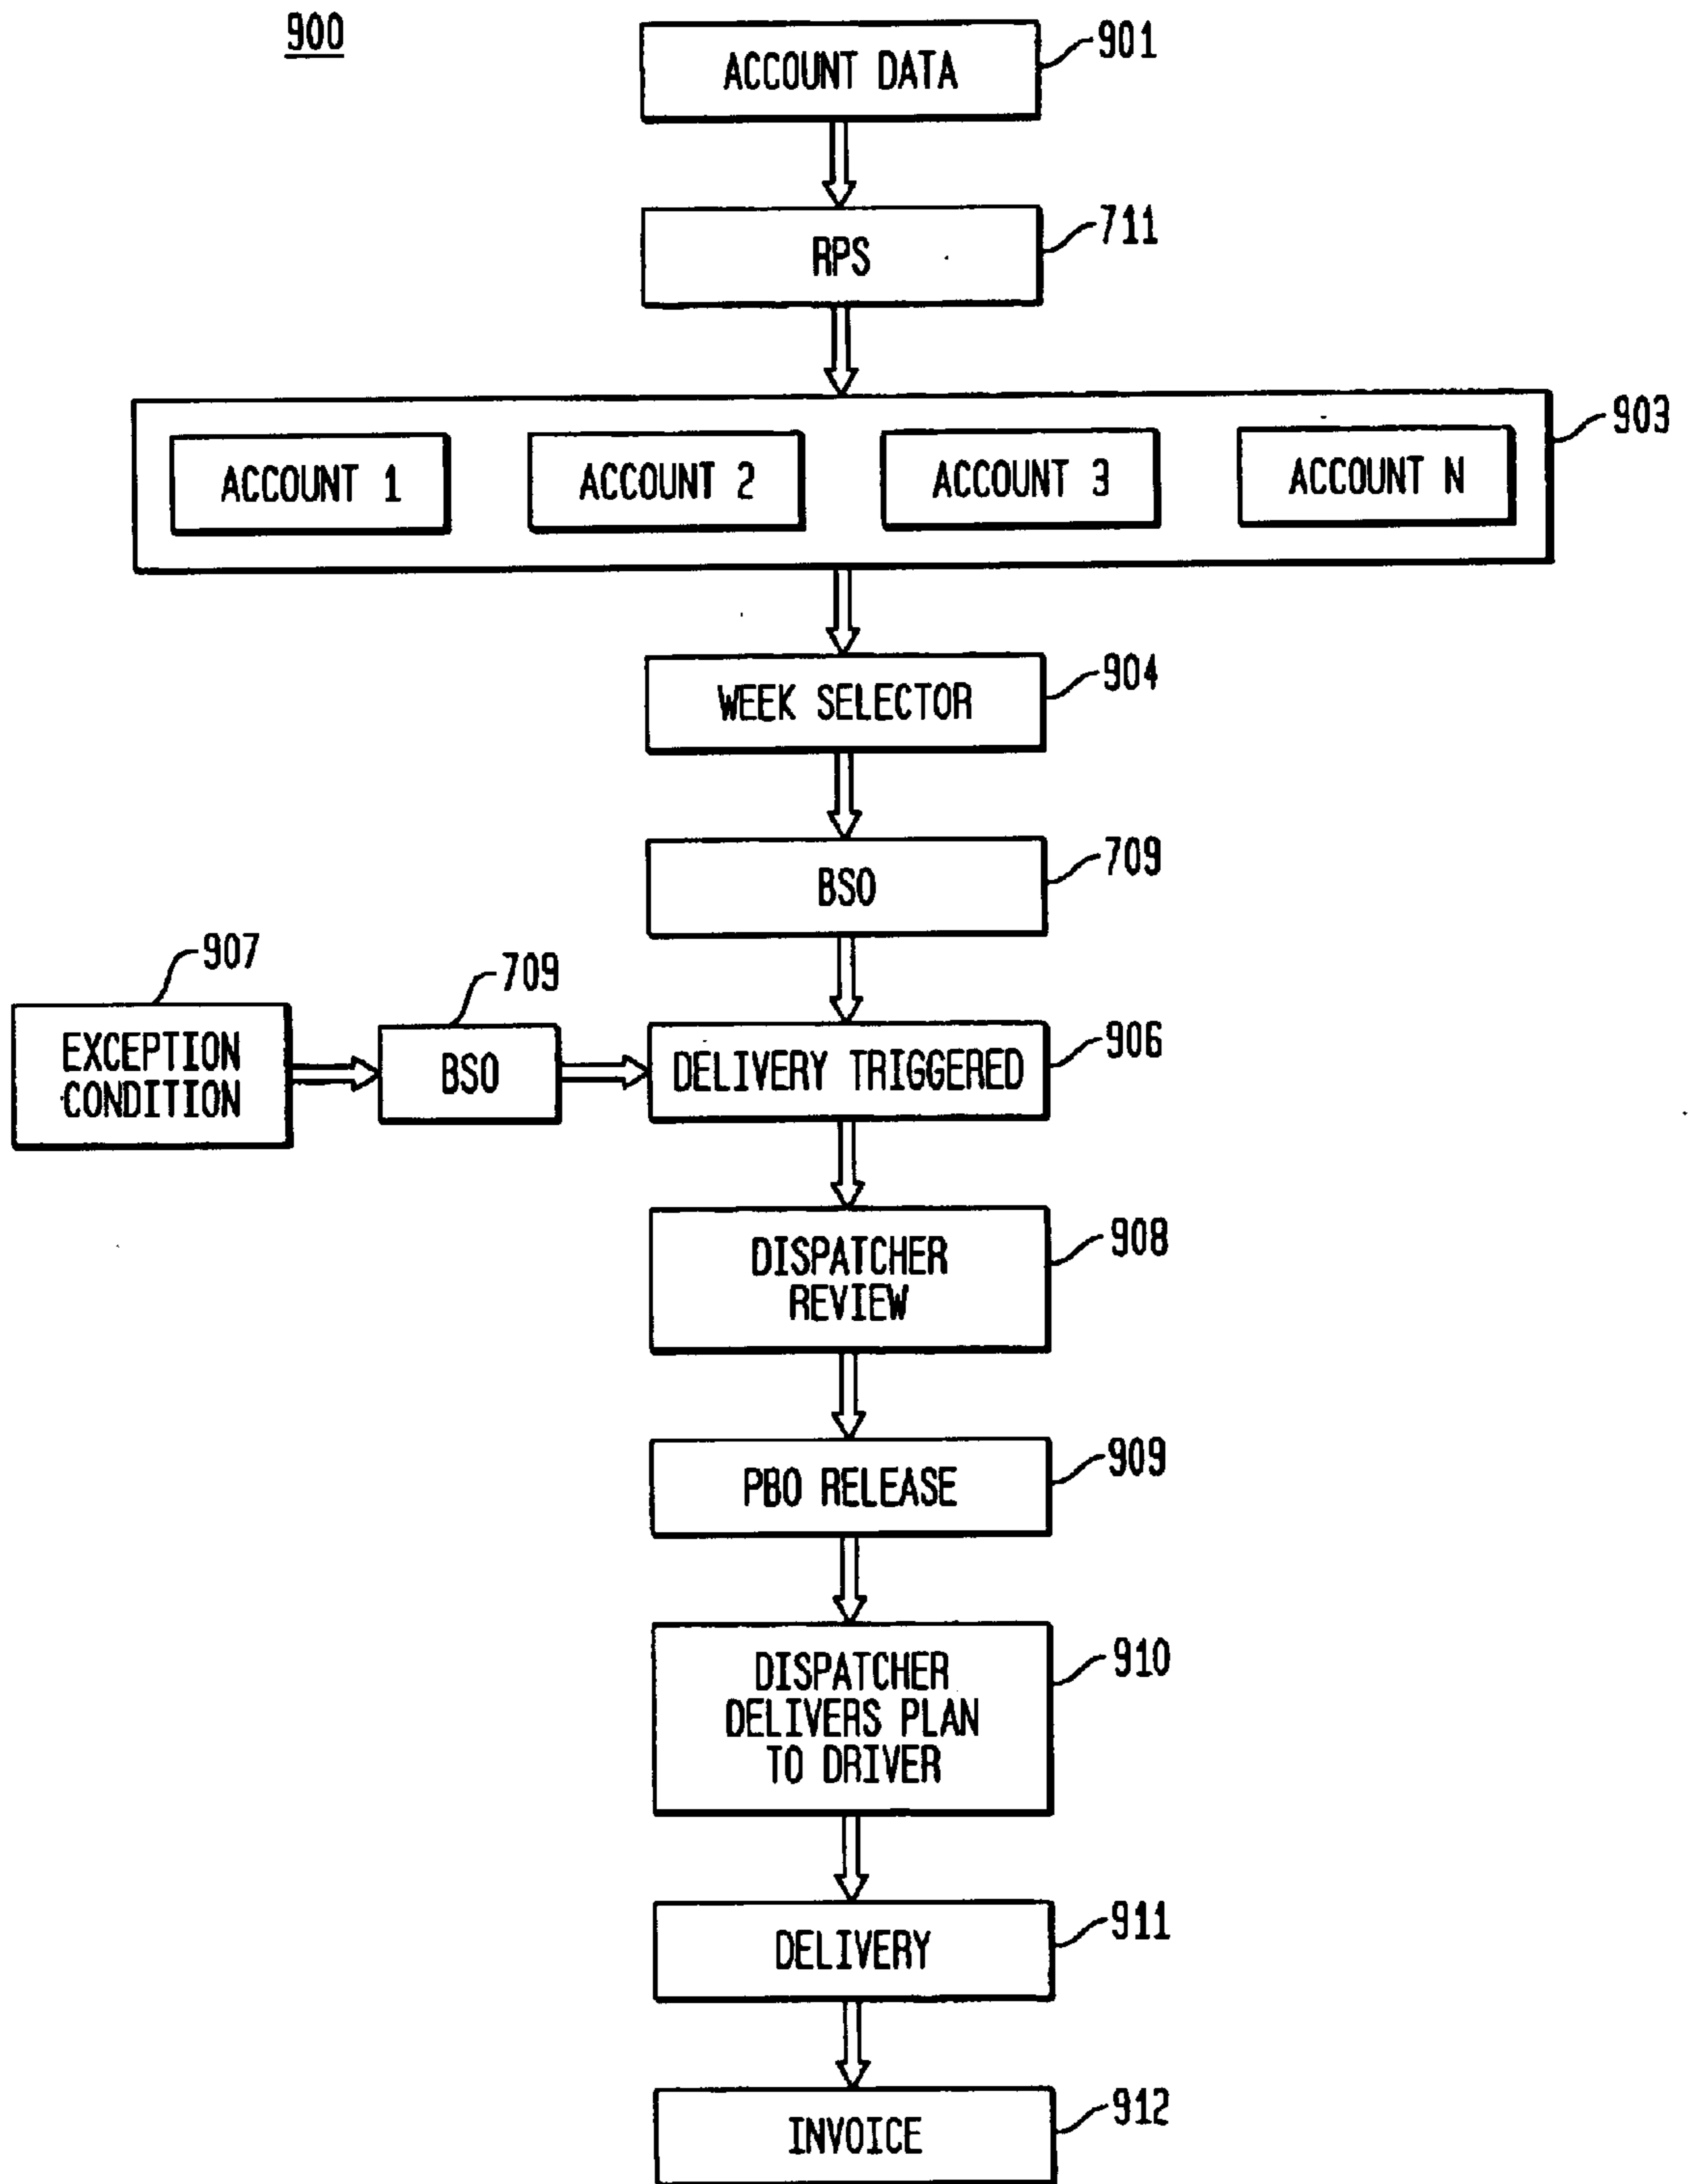 900
ACCOUNT DATA
901
RPS
711
903
ACCOUNT 1
ACCOUNT 2
ACCOUNT 3
ACCOUNT N
WEEK SELECTOR
904
BSO
709
907
EXCEPTION
CONDITION
709
BSO
DELIVERY TRIGGERED
906
DISPATCHER
REVIEW
908
PBO RELEASE
909
DISPATCHER
DELIVERS PLAN
TO DRIVER
910
DELIVERY
911
INVOICE
912